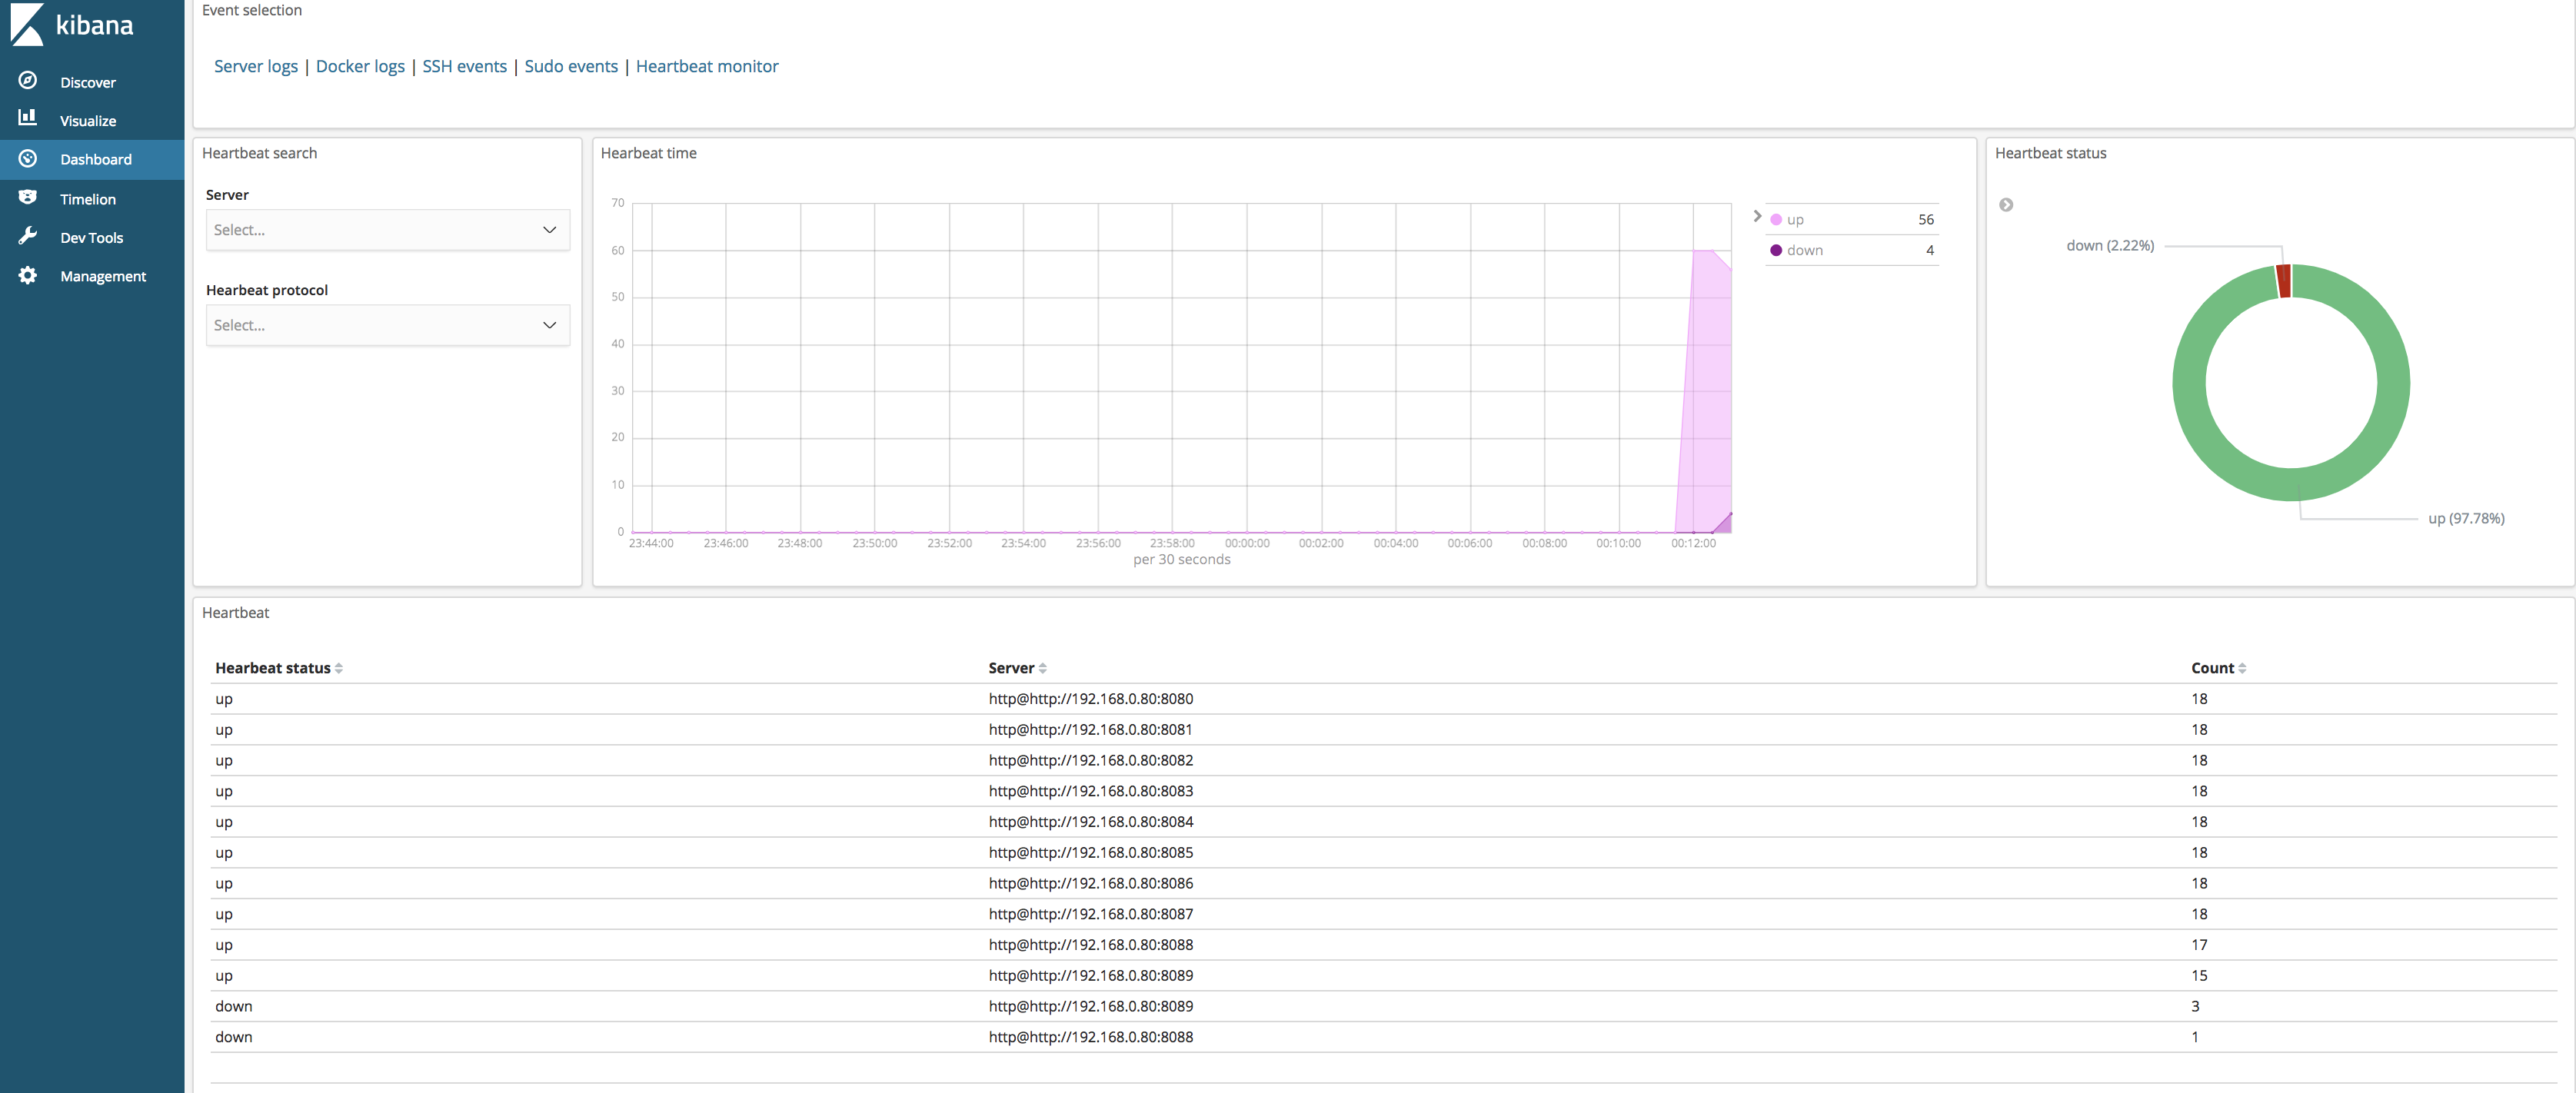 kibana
Discover
Visualize
Dashboard
Timelion
Dev Tools
Management
Event selection
Server logs | Docker logs | SSH events | Sudo events | Heartbeat monitor
Heartbeat search
Server
Select...
Hearbeat protocol
Select...
Hearbeat time
70
60
50
40
30
20
10
0
23:44:00 23:46:00 23:48:00 23:50:00 23:52:00 23:54:00 23:56:00 23:58:00 00:00:00 00:02:00 00:04:00 00:06:00 00:08:00 00:10:00 00:12:00
per 30 seconds
up 56
down 4
Heartbeat status
down (2.22%)
up (97.78%)
Heartbeat
Hearbeat status Server Count
up http@http://192.168.0.80:8080 18
up http@http://192.168.0.80:8081 18
up http@http://192.168.0.80:8082 18
up http@http://192.168.0.80:8083 18
up http@http://192.168.0.80:8084 18
up http@http://192.168.0.80:8085 18
up http@http://192.168.0.80:8086 18
up http@http://192.168.0.80:8087 18
up http@http://192.168.0.80:8088 17
up http@http://192.168.0.80:8089 15
down http@http://192.168.0.80:8089 3
down http@http://192.168.0.80:8088 1